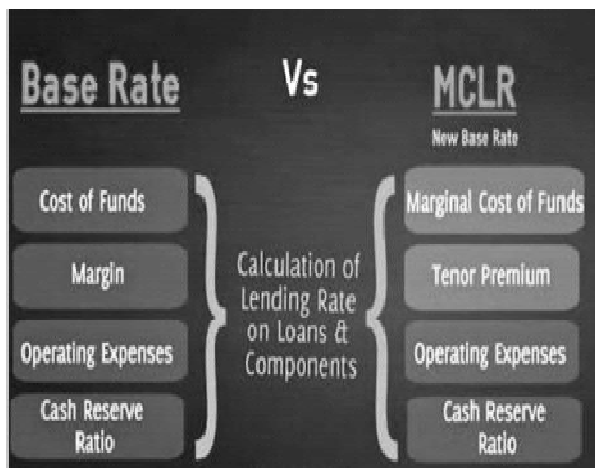 Base Rate
Vs
MCLR
New Base Rate
Cost of Funds
Margin
Operating Expenses
Cash Reserve
Ratio
Calculation of
Lending Rate
on Loans &
Components
Marginal Cost of Funds
Tenor Premium
Operating Expenses
Cash Reserve
Ratio